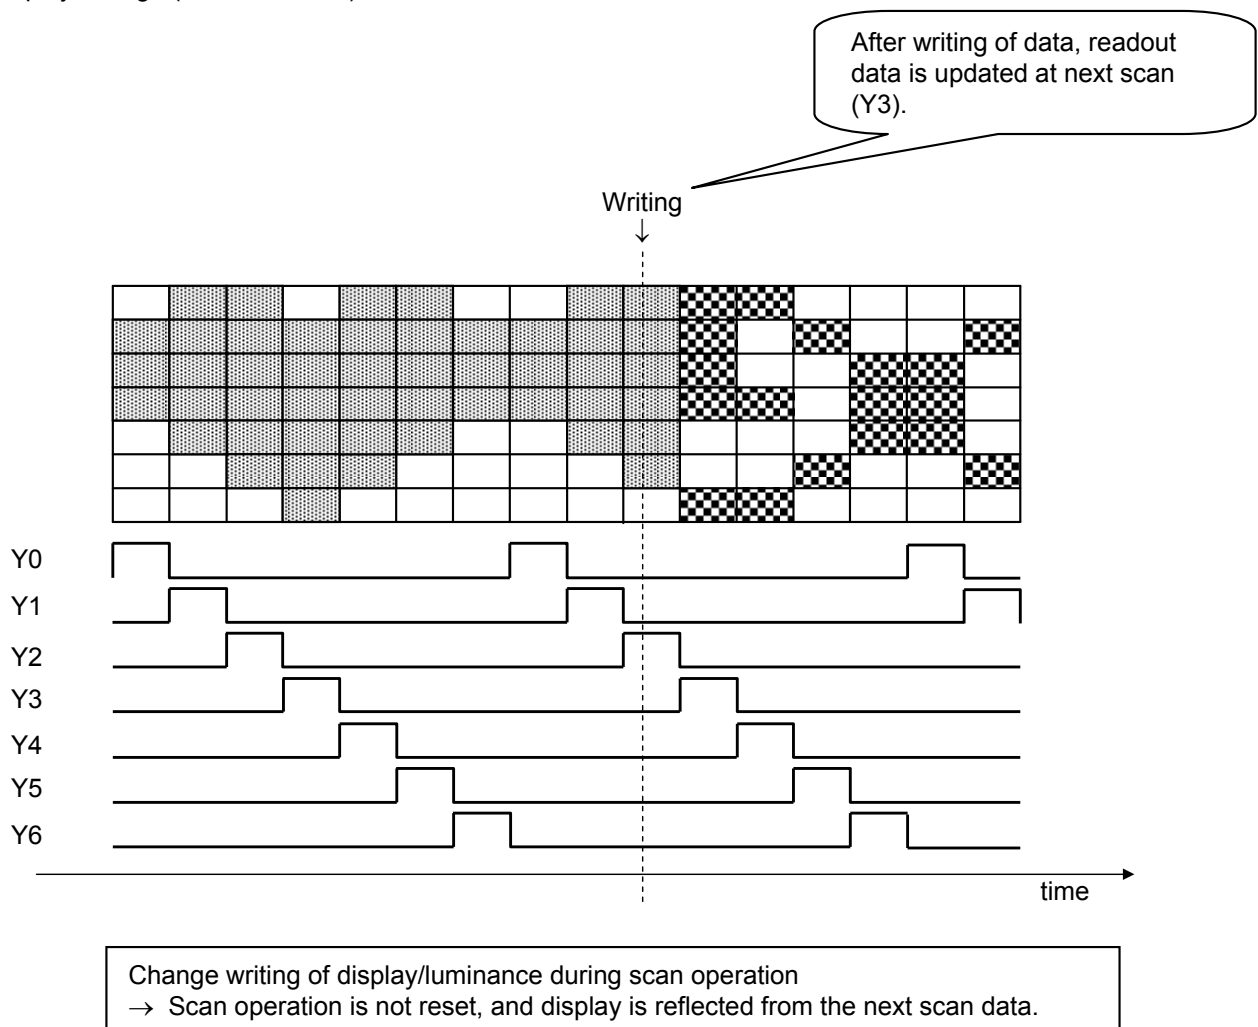 After writing of data, readout
data is updated at next scan
(Y3).
Writing
↓
Y0
Y1
Y2
Y3
Y4
Y5
Y6
time
Change writing of display/luminance during scan operation
→ Scan operation is not reset, and display is reflected from the next scan data.